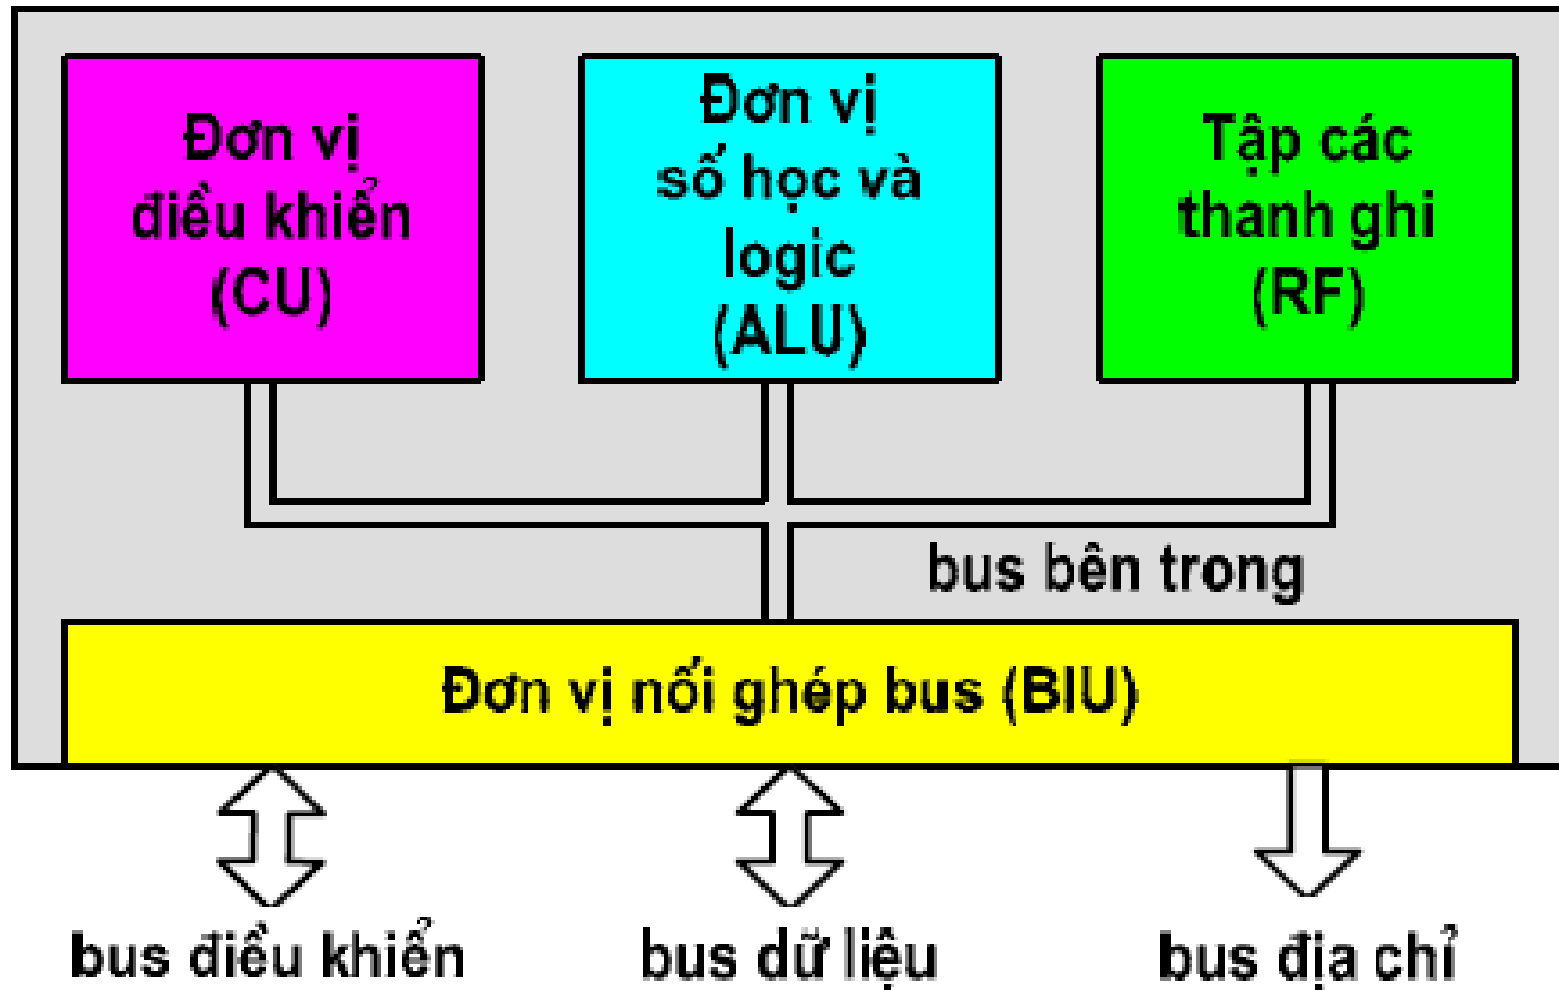 Đơn vị
điều khiển
(CU)
Đơn vị
số học và
logic
(ALU)
Tập các
thanh ghi
(RF)
bus bên trong
Đơn vị nối ghép bus (BIU)
bus điều khiển
bus dữ liệu
bus địa chỉ